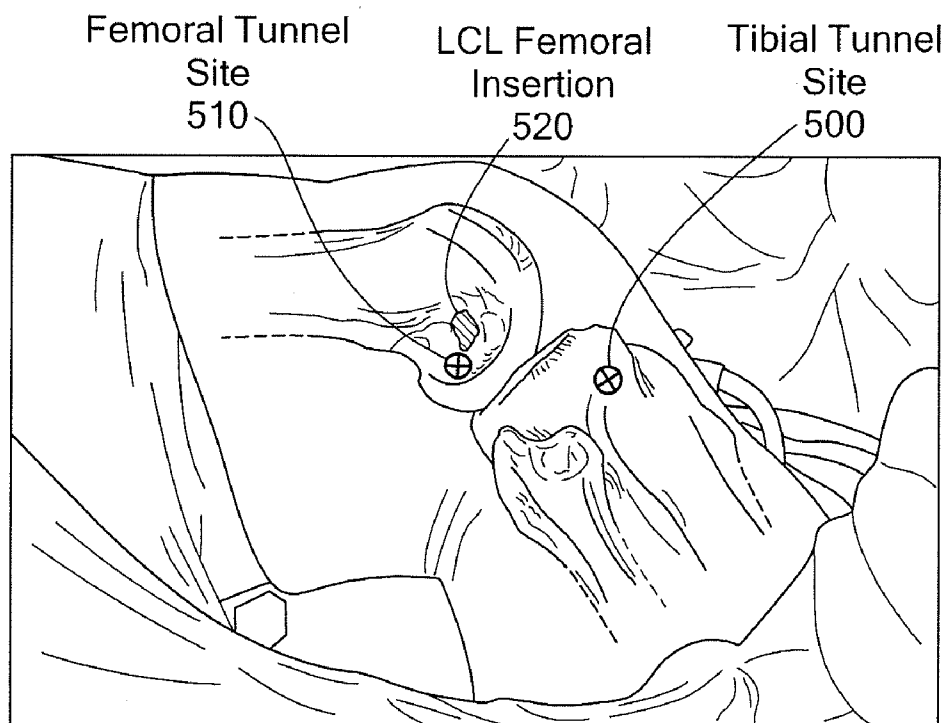 Femoral Tunnel
Site
510
LCL Femoral
Insertion
520
Tibial Tunnel
Site
500